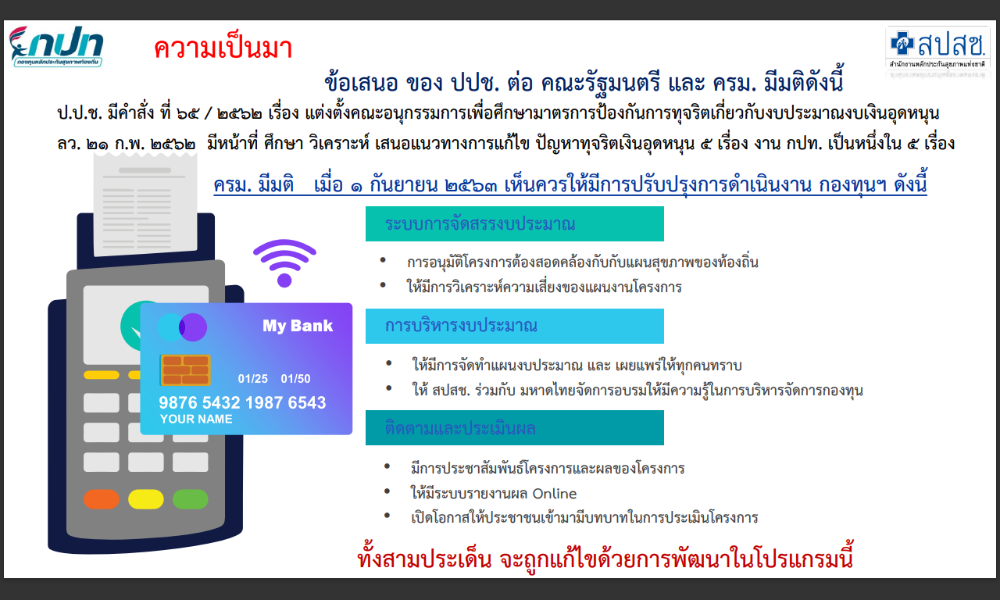 กปท
กองทุนหลักประกันสุขภาพท้องถิ่น
ความเป็นมา
สปสช.
สำนักงานหลักประกันสุขภาพแห่งชาติ
ข้อเสนอ ของ ปปช. ต่อ คณะรัฐมนตรี และ ครม. มีมติดังนี้
ป.ป.ช. มีคำสั่ง ที่ ๖๕ / ๒๕๖๒ เรื่อง แต่งตั้งคณะอนุกรรมการเพื่อศึกษามาตรการป้องกันการทุจริตเกี่ยวกับงบประมาณงบเงินอุดหนุน
ลว. ๒๑ ก.พ. ๒๕๖๒ มีหน้าที่ ศึกษา วิเคราะห์ เสนอแนวทางการแก้ไข ปัญหาทุจริตเงินอุดหนุน ๕ เรื่อง งาน กปท. เป็นหนึ่งใน ๕ เรื่อง
ครม. มีมติ เมื่อ ๑ กันยายน ๒๕๖๓ เห็นควรให้มีการปรับปรุงการดำเนินงาน กองทุนฯ ดังนี้
ระบบการจัดสรรงบประมาณ
• การอนุมัติโครงการต้องสอดคล้องกับกับแผนสุขภาพของท้องถิ่น
• ให้มีการวิเคราะห์ความเสี่ยงของแผนงานโครงการ
การบริหารงบประมาณ
• ให้มีการจัดทำแผนงบประมาณ และ เผยแพร่ให้ทุกคนทราบ
• ให้ สปสช. ร่วมกับ มหาดไทยจัดการอบรมให้มีความรู้ในการบริหารจัดการกองทุน
ติดตามและประเมินผล
• มีการประชาสัมพันธ์โครงการและผลของโครงการ
• ให้มีระบบรายงานผล Online
• เปิดโอกาสให้ประชาชนเข้ามามีบทบาทในการประเมินโครงการ
My Bank
01/25 01/50
9876 5432 1987 6543
YOUR NAME
ทั้งสามประเด็น จะถูกแก้ไขด้วยการพัฒนาในโปรแกรมนี้